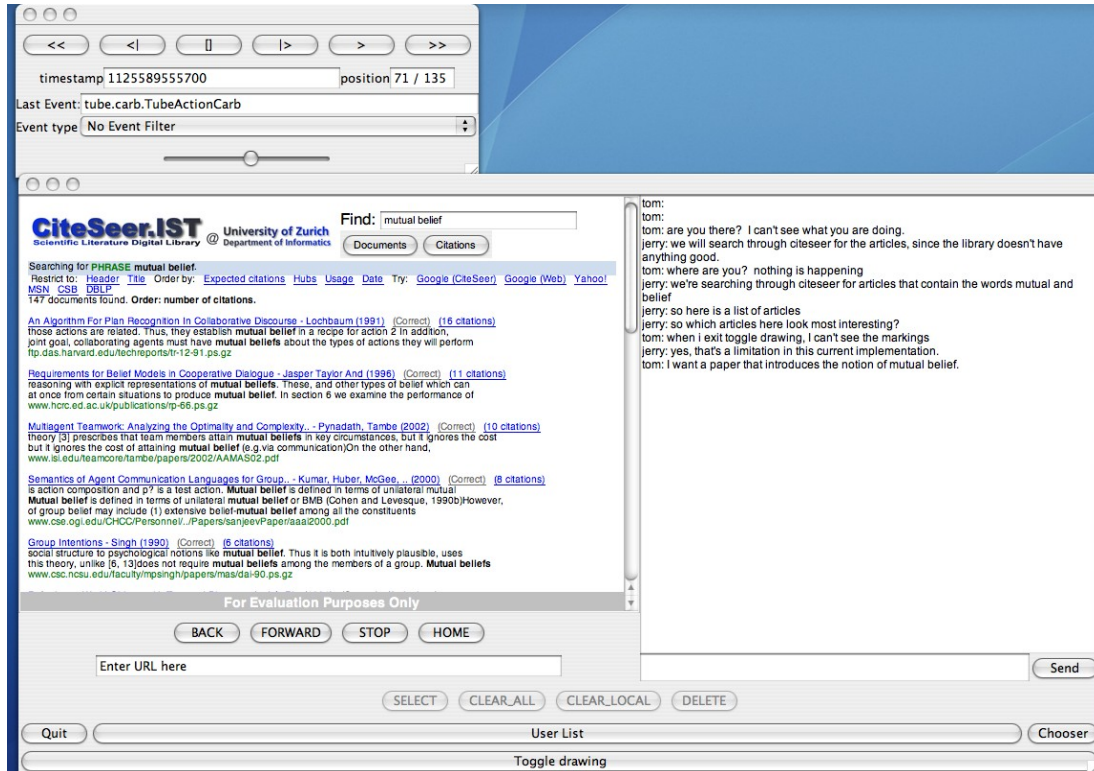 << <| [] |> > >>
timestamp 1125589555700 position 71 / 135
Last Event: tube.carb.TubeActionCarb
Event type No Event Filter
CiteSeer.IST @ University of Zurich
Scientific Literature Digital Library Department of Informatics
Find: mutual belief
Documents Citations
Searching for PHRASE mutual belief.
Restrict to: Header Title Order by: Expected citations Hubs Usage Date Try: Google (CiteSeer) Google (Web) Yahoo!
MSN CSB DBLP
147 documents found. Order: number of citations.
An Algorithm For Plan Recognition In Collaborative Discourse - Lochbaum (1991) (Correct) (16 citations)
those actions are related. Thus, they establish mutual belief in a recipe for action 2 In addition,
joint goal, collaborating agents must have mutual beliefs about the types of actions they will perform
ftp.das.harvard.edu/techreports/tr-12-91.ps.gz
Requirements for Belief Models in Cooperative Dialogue - Jasper Taylor And (1996) (Correct) (11 citations)
reasoning with explicit representations of mutual beliefs. These, and other types of belief which can
at once from certain situations to produce mutual belief. In section 6 we examine the performance of
www.hcrc.ed.ac.uk/publications/rp-66.ps.gz
Multiagent Teamwork: Analyzing the Optimality and Complexity.. - Pynadath, Tambe (2002) (Correct) (10 citations)
theory [3] prescribes that team members attain mutual beliefs in key circumstances, but it ignores the cost
but it ignores the cost of attaining mutual belief (e.g.via communication)On the other hand,
www.isi.edu/teamcore/tambe/papers/2002/AAMAS02.pdf
Semantics of Agent Communication Languages for Group.. - Kumar, Huber, McGee, .. (2000) (Correct) (8 citations)
is action composition and p? is a test action. Mutual belief is defined in terms of unilateral mutual
Mutual belief is defined in terms of unilateral mutual belief or BMB (Cohen and Levesque, 1990b)However,
of group belief may include (1) extensive belief-mutual belief among all the constituents
www.cse.ogi.edu/CHCC/Personnel/../Papers/sanjeevPaper/aaai2000.pdf
Group Intentions - Singh (1990) (Correct) (6 citations)
social structure to psychological notions like mutual belief. Thus it is both intuitively plausible, uses
this theory, unlike [6, 13]does not require mutual beliefs among the members of a group. Mutual beliefs
www.csc.ncsu.edu/faculty/mpsingh/papers/mas/dai-90.ps.gz
For Evaluation Purposes Only
BACK FORWARD STOP HOME
Enter URL here
tom:
tom:
tom: are you there? I can't see what you are doing.
jerry: we will search through citeseer for the articles, since the library doesn't have
anything good.
tom: where are you? nothing is happening
jerry: we're searching through citeseer for articles that contain the words mutual and
belief
jerry: so here is a list of articles
jerry: so which articles here look most interesting?
tom: when i exit toggle drawing, I can't see the markings
jerry: yes, that's a limitation in this current implementation.
tom: I want a paper that introduces the notion of mutual belief.
Send
SELECT CLEAR_ALL CLEAR_LOCAL DELETE
Quit User List Chooser
Toggle drawing